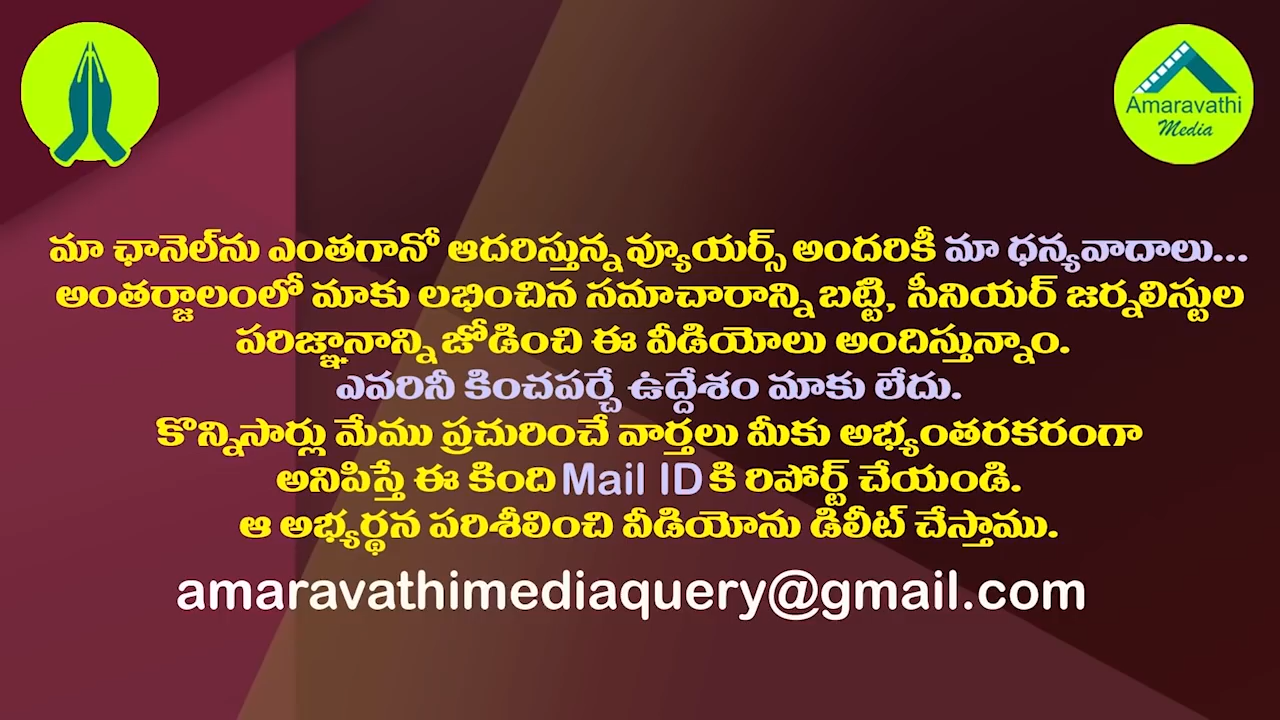 Amaravathi
Media
మా ఛానెల్‌ను ఎంతగానో ఆదరిస్తున్న వ్యూయర్స్ అందరికీ మా ధన్యవాదాలు...
అంతర్జాలంలో మాకు లభించిన సమాచారాన్ని బట్టి, సీనియర్ జర్నలిస్టుల
పరిజ్ఞానాన్ని జోడించి ఈ వీడియోలు అందిస్తున్నాం.
ఎవరినీ కించపర్చే ఉద్దేశం మాకు లేదు.
కొన్నిసార్లు మేము ప్రచురించే వార్తలు మీకు అభ్యంతరకరంగా
అనిపిస్తే ఈ కింది Mail ID కి రిపోర్ట్ చేయండి.
ఆ అభ్యర్థన పరిశీలించి వీడియోను డిలీట్ చేస్తాము.
amaravathimediaquery@gmail.com